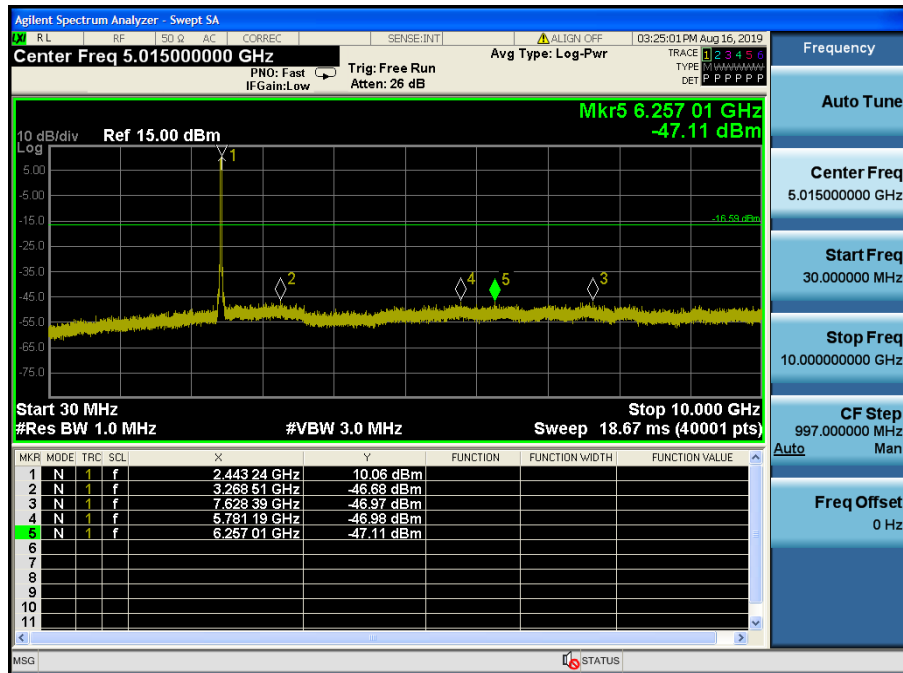 Agilent Spectrum Analyzer - Swept SA
LXI RL RF 50 Ω AC CORREC SENSE:INT ALIGN OFF 03:25:01 PM Aug 16, 2019
Center Freq 5.015000000 GHz
PNO: Fast
IFGain:Low
Trig: Free Run
Atten: 26 dB
Avg Type: Log-Pwr
TRACE 1 2 3 4 5 6
TYPE M WWWWW
DET P P P P P P
Mkr5 6.257 01 GHz
-47.11 dBm
10 dB/div Ref 15.00 dBm
Log
1
5.00
-5.00
-15.0
-16.59 dBm
-25.0
-35.0
2 4 5 3
-45.0
-55.0
-65.0
-75.0
Start 30 MHz Stop 10.000 GHz
#Res BW 1.0 MHz #VBW 3.0 MHz Sweep 18.67 ms (40001 pts)
MKR MODE TRC SCL X Y FUNCTION FUNCTION WIDTH FUNCTION VALUE
1 N 1 f 2.443 24 GHz 10.06 dBm
2 N 1 f 3.268 51 GHz -46.68 dBm
3 N 1 f 7.628 39 GHz -46.97 dBm
4 N 1 f 5.781 19 GHz -46.98 dBm
5 N 1 f 6.257 01 GHz -47.11 dBm
6
7
8
9
10
11
MSG STATUS
Frequency
Auto Tune
Center Freq
5.015000000 GHz
Start Freq
30.000000 MHz
Stop Freq
10.000000000 GHz
CF Step
997.000000 MHz
Auto Man
Freq Offset
0 Hz